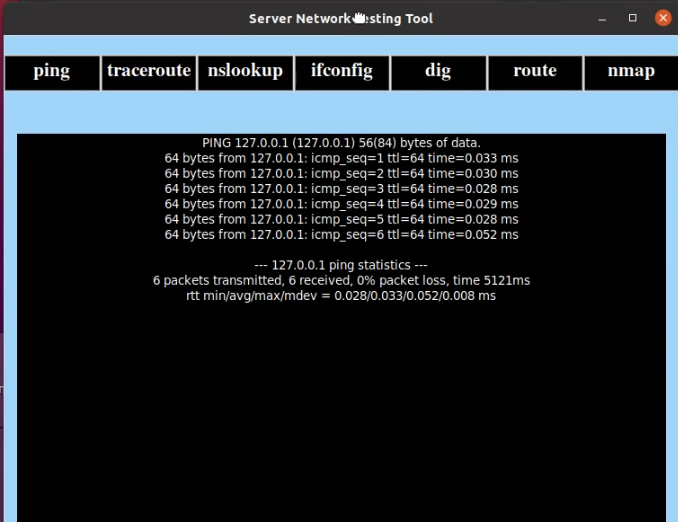 Server Network esting Tool
ping traceroute nslookup ifconfig dig route nmap
PING 127.0.0.1 (127.0.0.1) 56(84) bytes of data.
64 bytes from 127.0.0.1: icmp_seq=1 ttl=64 time=0.033 ms
64 bytes from 127.0.0.1: icmp_seq=2 ttl=64 time=0.030 ms
64 bytes from 127.0.0.1: icmp_seq=3 ttl=64 time=0.028 ms
64 bytes from 127.0.0.1: icmp_seq=4 ttl=64 time=0.029 ms
64 bytes from 127.0.0.1: icmp_seq=5 ttl=64 time=0.028 ms
64 bytes from 127.0.0.1: icmp_seq=6 ttl=64 time=0.052 ms
--- 127.0.0.1 ping statistics ---
6 packets transmitted, 6 received, 0% packet loss, time 5121ms
rtt min/avg/max/mdev = 0.028/0.033/0.052/0.008 ms